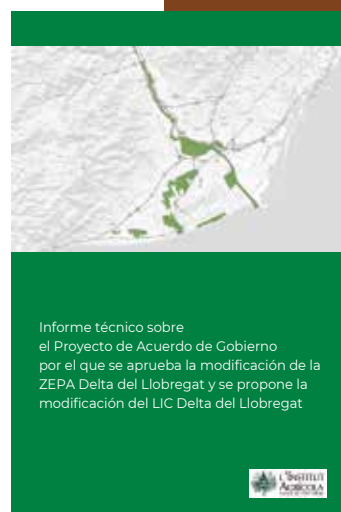 Informe técnico sobre
el Proyecto de Acuerdo de Gobierno
por el que se aprueba la modificación de la
ZEPA Delta del Llobregat y se propone la
modificación del LIC Delta del Llobregat
L'INSTITUT
AGRÍCOLA